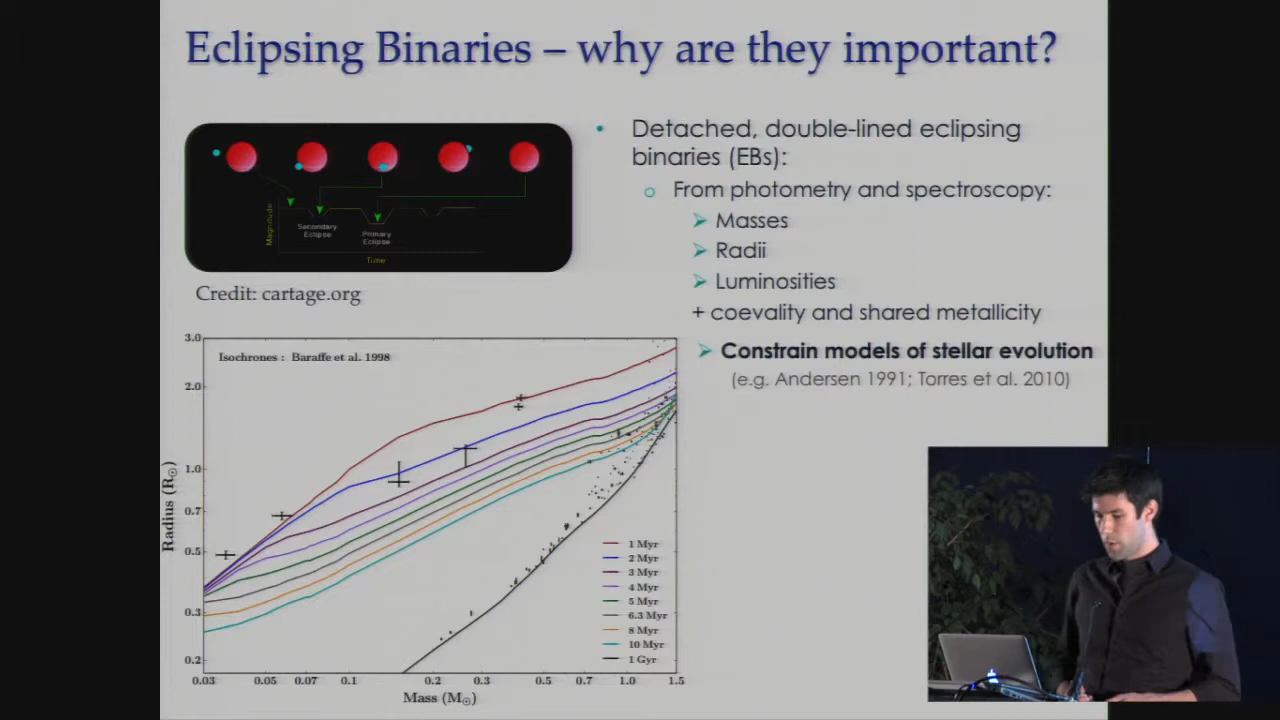 Eclipsing Binaries – why are they important?
Magnitude
Secondary
Eclipse
Primary
Eclipse
Time
Credit: cartage.org
• Detached, double-lined eclipsing
binaries (EBs):
o From photometry and spectroscopy:
➢ Masses
➢ Radii
➢ Luminosities
+ coevality and shared metallicity
➢ Constrain models of stellar evolution
(e.g. Andersen 1991; Torres et al. 2010)
Isochrones : Baraffe et al. 1998
Radius (R☉)
3.0
2.0
1.0
0.7
0.5
0.3
0.2
1 Myr
2 Myr
3 Myr
4 Myr
5 Myr
6.3 Myr
8 Myr
10 Myr
1 Gyr
0.03 0.05 0.07 0.1 0.2 0.3 0.5 0.7 1.0 1.5
Mass (M☉)